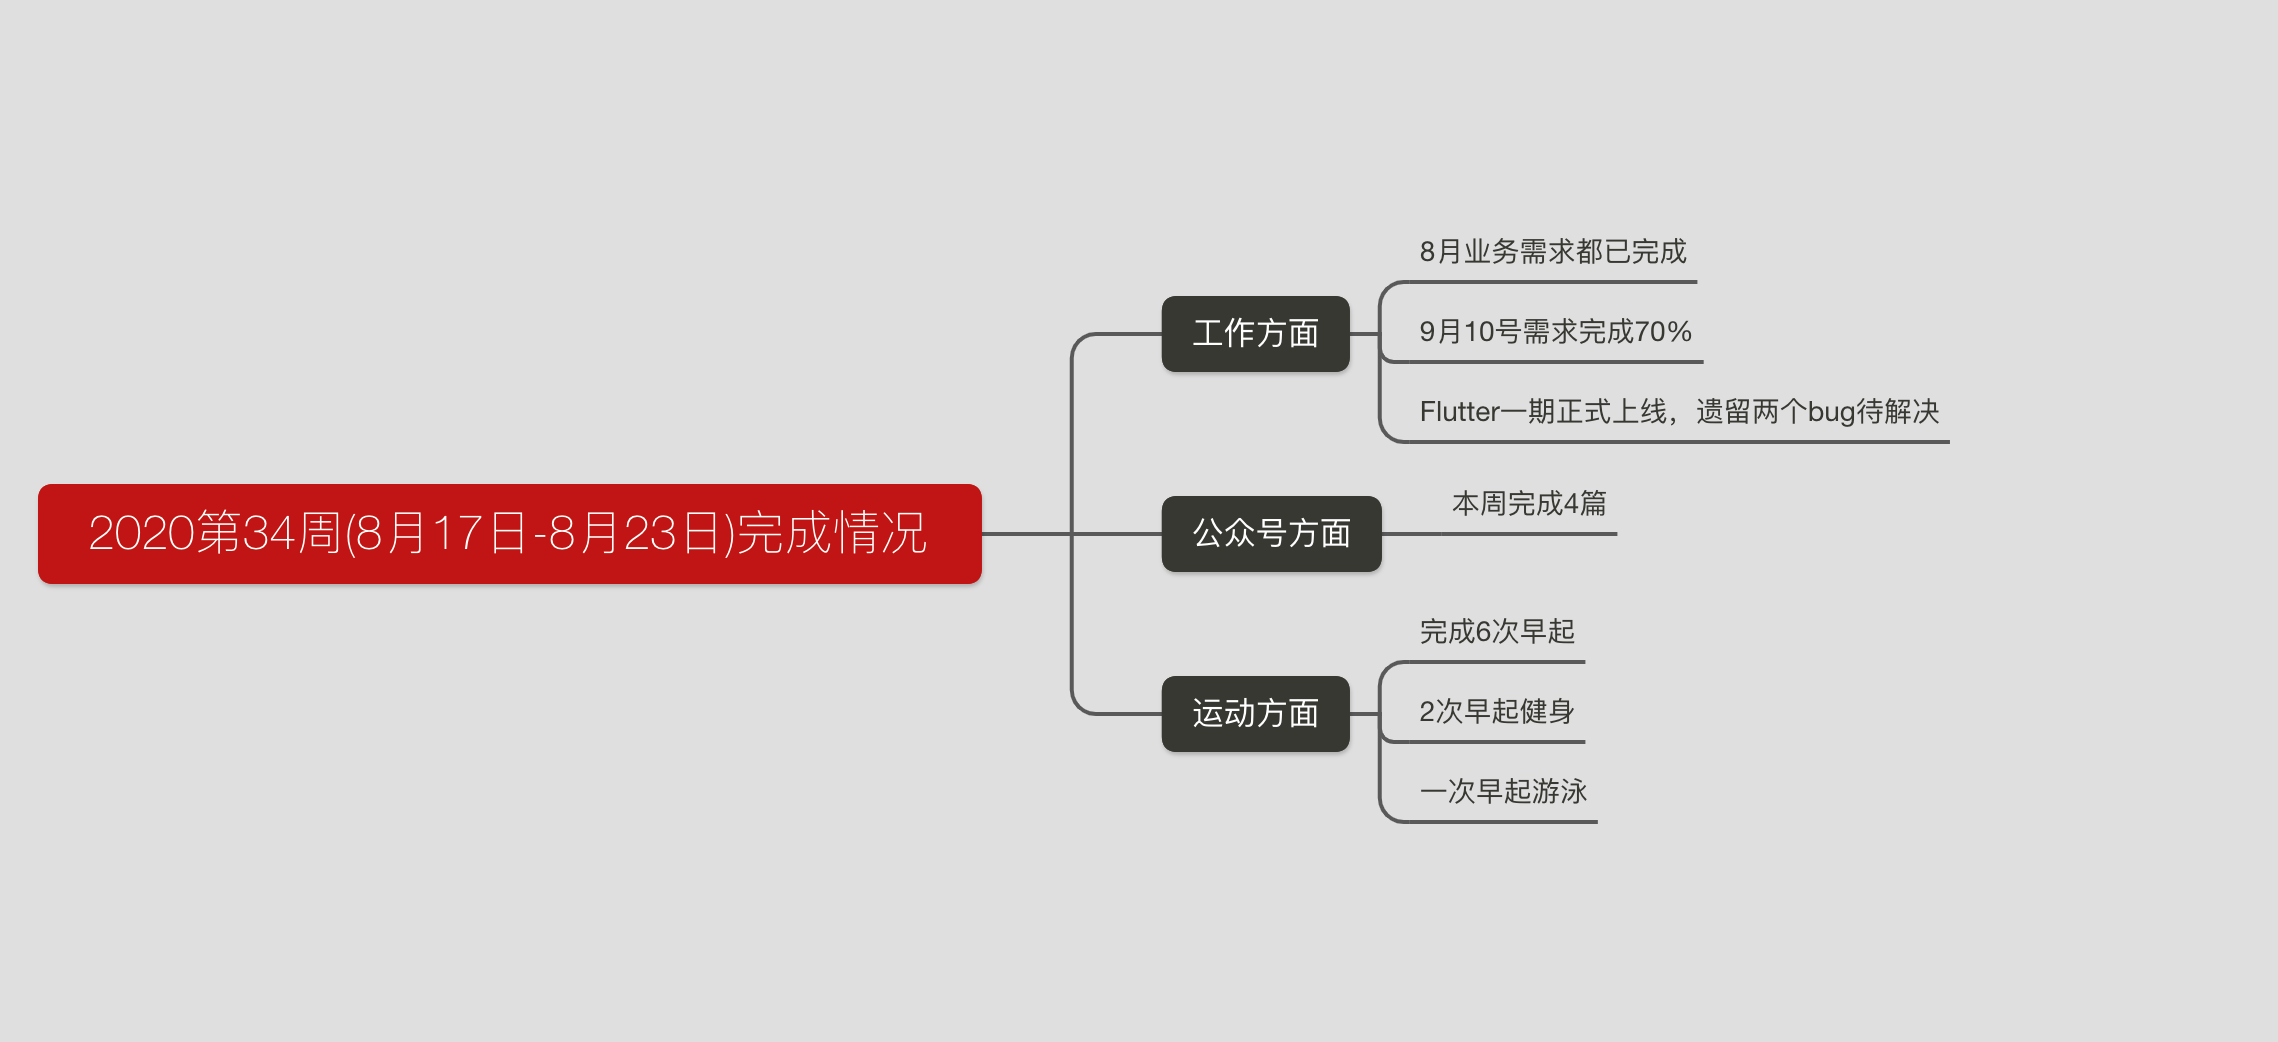 2020第34周(8月17日-8月23日)完成情况
工作方面
8月业务需求都已完成
9月10号需求完成70%
Flutter一期正式上线，遗留两个bug待解决
公众号方面
本周完成4篇
运动方面
完成6次早起
2次早起健身
一次早起游泳